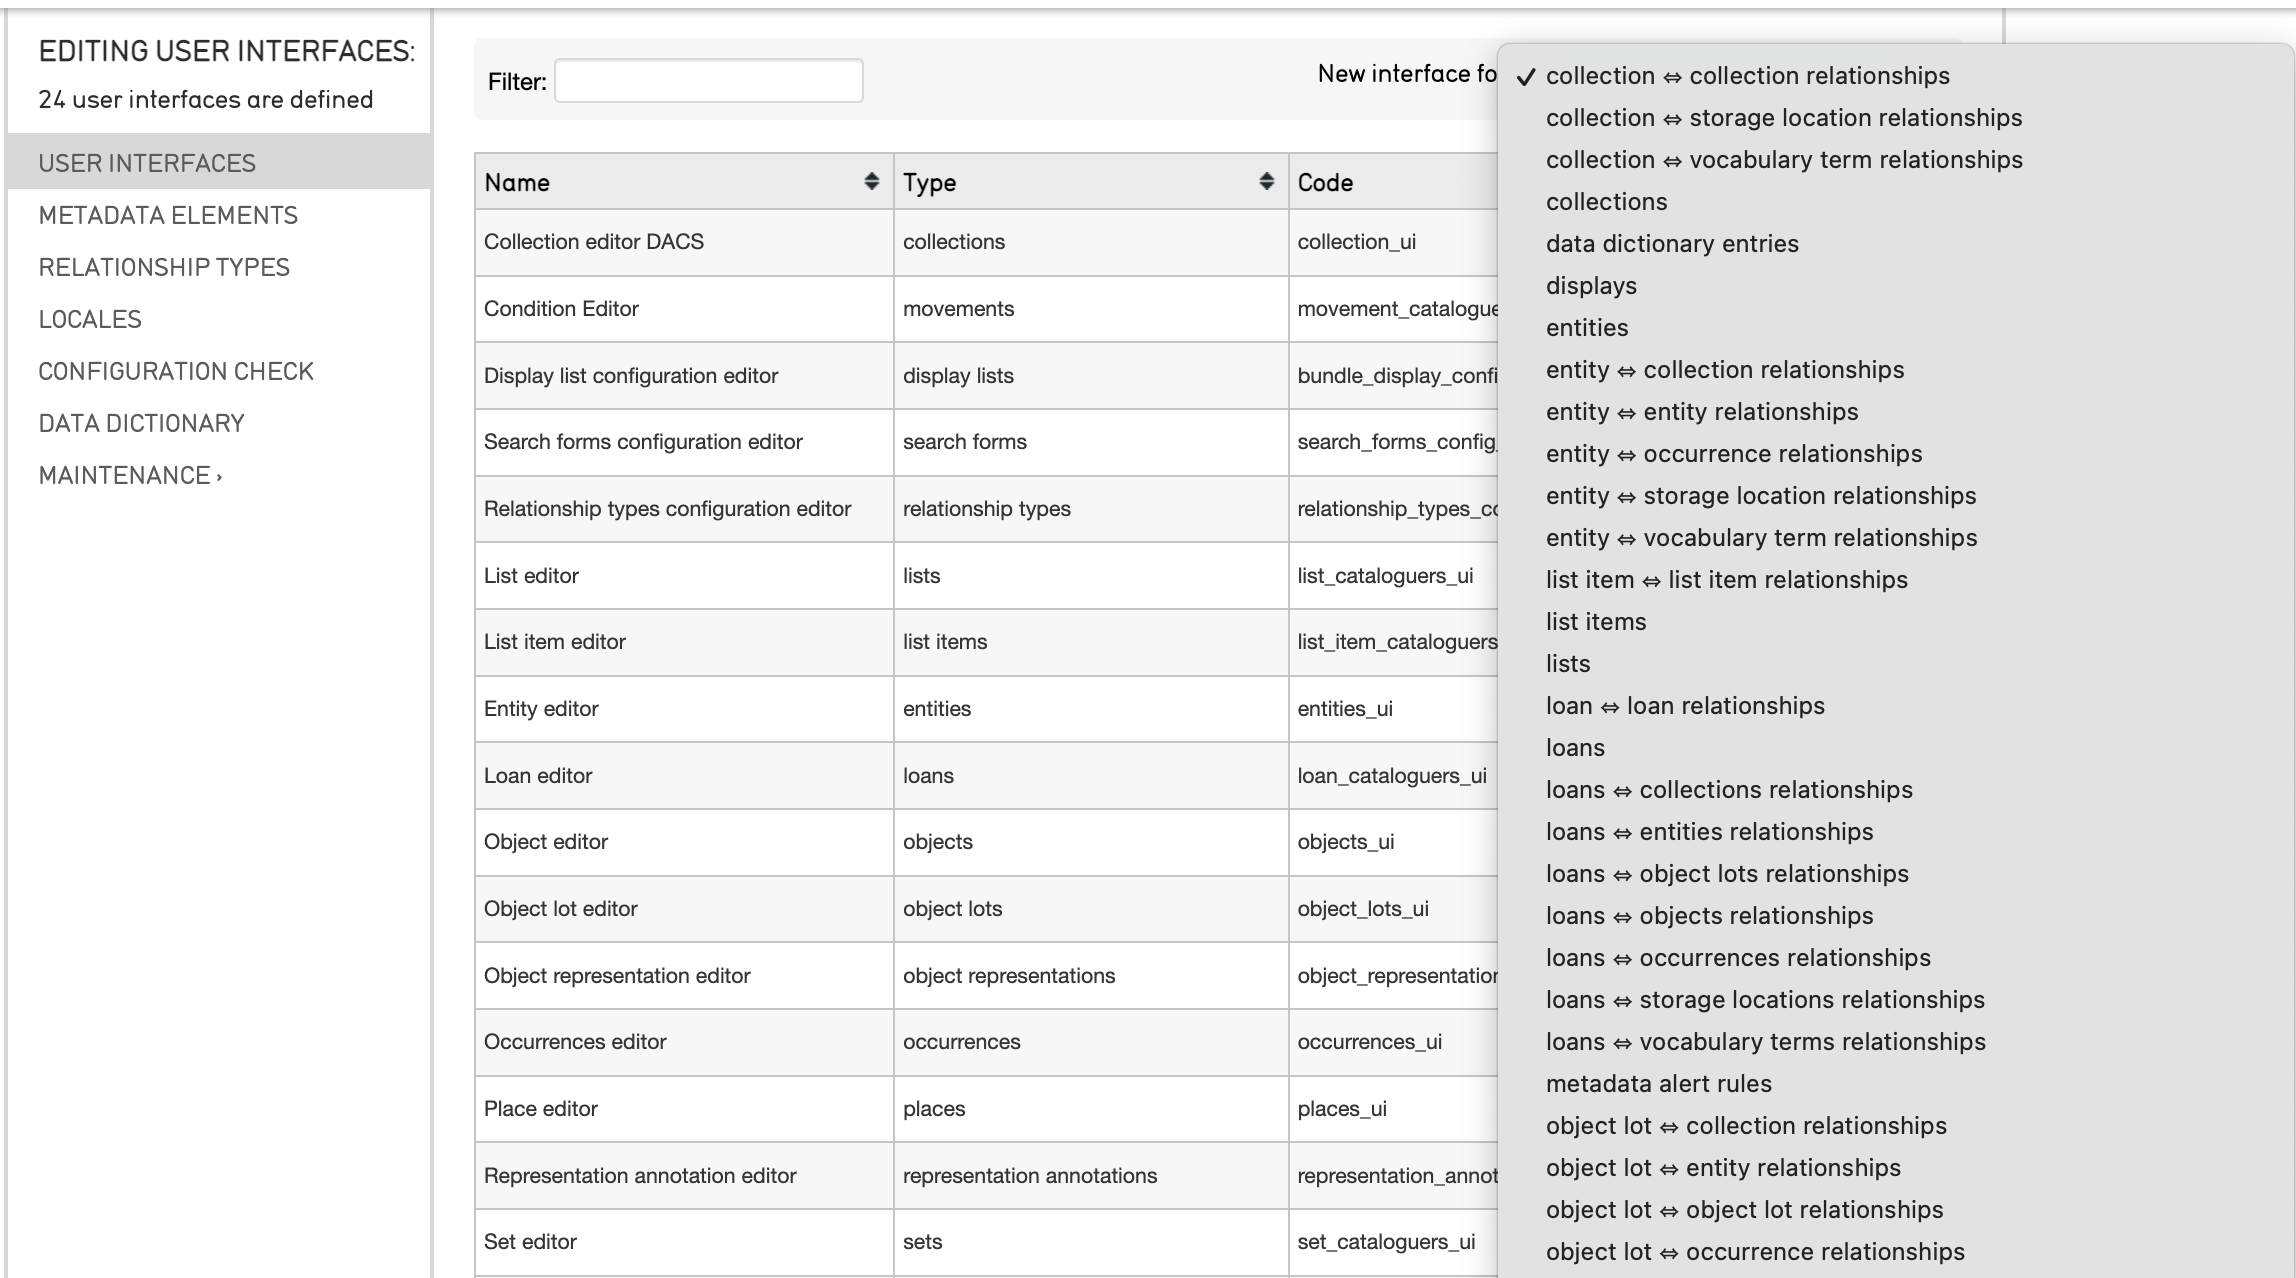 EDITING USER INTERFACES:
24 user interfaces are defined
USER INTERFACES
METADATA ELEMENTS
RELATIONSHIP TYPES
LOCALES
CONFIGURATION CHECK
DATA DICTIONARY
MAINTENANCE ›
Filter:
New interface fo
Name Type Code
Collection editor DACS collections collection_ui
Condition Editor movements movement_catalogue
Display list configuration editor display lists bundle_display_confi
Search forms configuration editor search forms search_forms_config_
Relationship types configuration editor relationship types relationship_types_co
List editor lists list_cataloguers_ui
List item editor list items list_item_cataloguers
Entity editor entities entities_ui
Loan editor loans loan_cataloguers_ui
Object editor objects objects_ui
Object lot editor object lots object_lots_ui
Object representation editor object representations object_representation
Occurrences editor occurrences occurrences_ui
Place editor places places_ui
Representation annotation editor representation annotations representation_annot
Set editor sets set_cataloguers_ui
✓ collection ⇔ collection relationships
collection ⇔ storage location relationships
collection ⇔ vocabulary term relationships
collections
data dictionary entries
displays
entities
entity ⇔ collection relationships
entity ⇔ entity relationships
entity ⇔ occurrence relationships
entity ⇔ storage location relationships
entity ⇔ vocabulary term relationships
list item ⇔ list item relationships
list items
lists
loan ⇔ loan relationships
loans
loans ⇔ collections relationships
loans ⇔ entities relationships
loans ⇔ object lots relationships
loans ⇔ objects relationships
loans ⇔ occurrences relationships
loans ⇔ storage locations relationships
loans ⇔ vocabulary terms relationships
metadata alert rules
object lot ⇔ collection relationships
object lot ⇔ entity relationships
object lot ⇔ object lot relationships
object lot ⇔ occurrence relationships